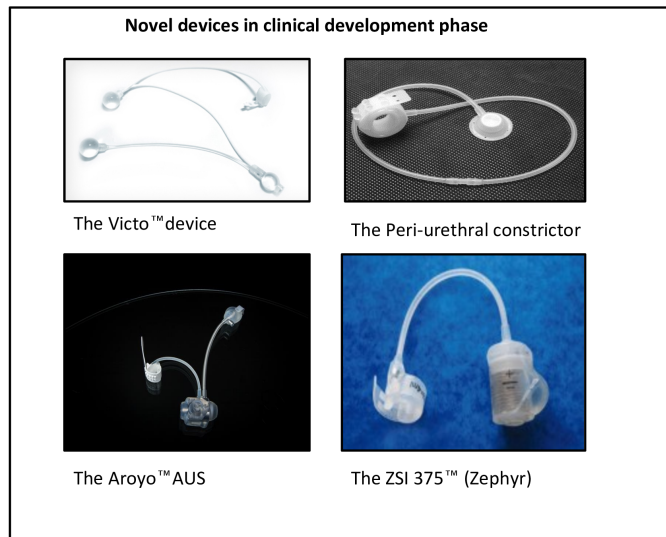 Novel devices in clinical development phase
The Victo™device
The Peri-urethral constrictor
The Aroyo™AUS
The ZSI 375™ (Zephyr)